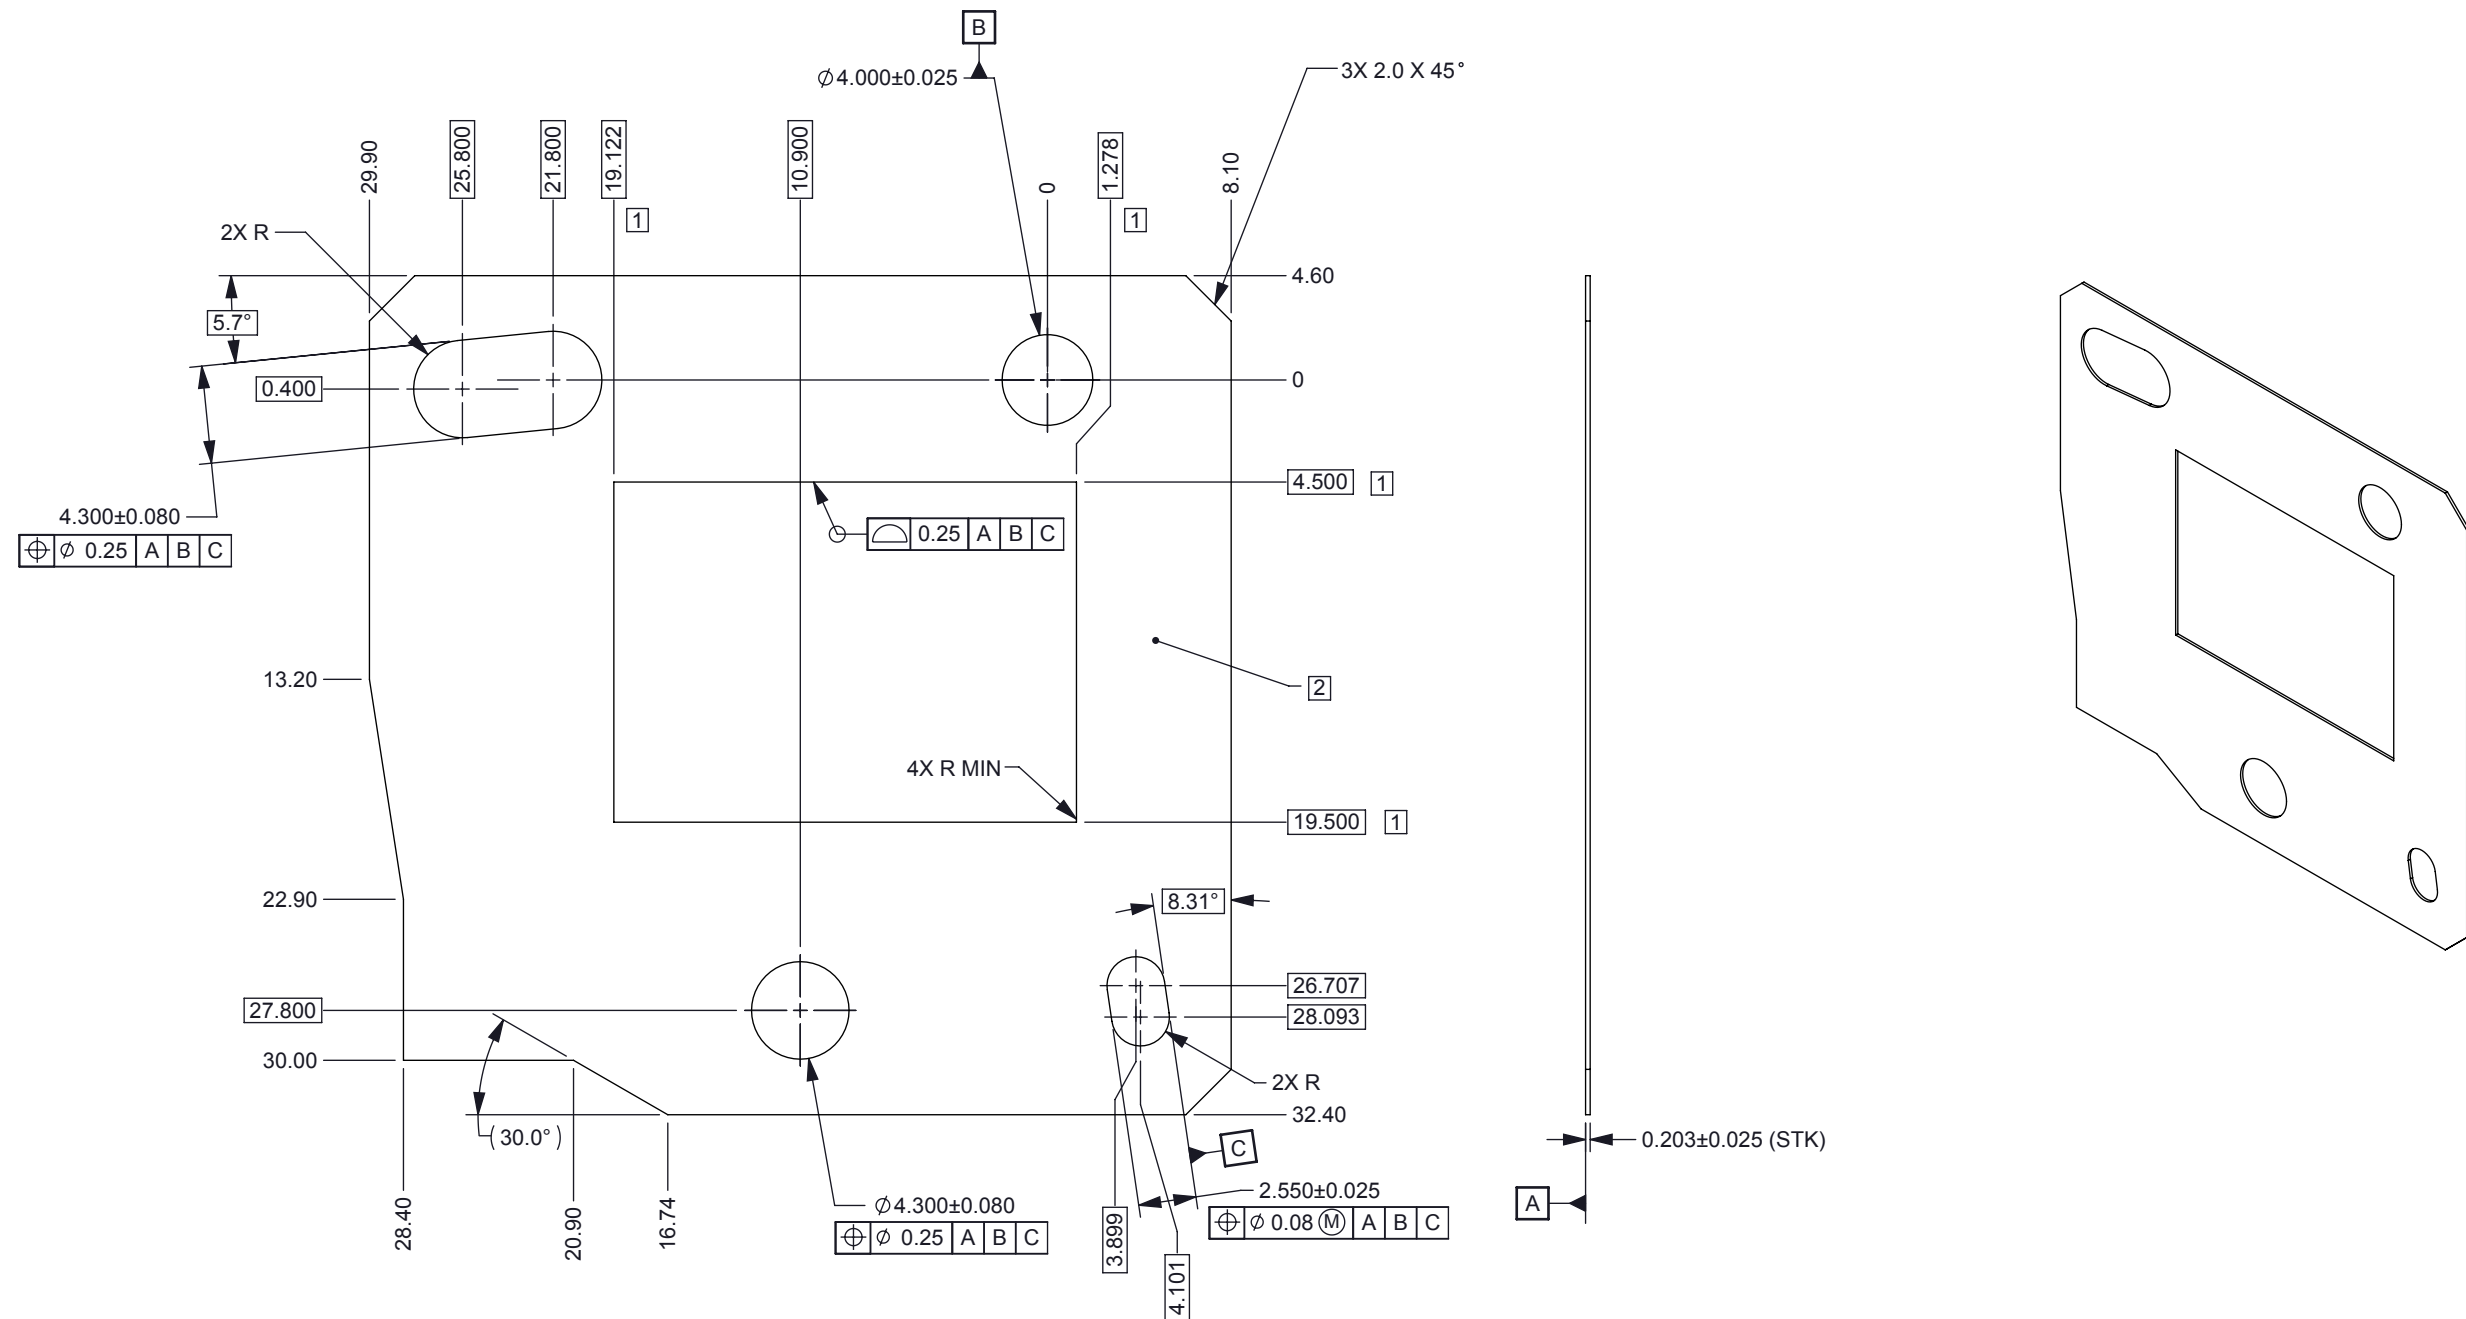 B
⌀4.000±0.025
3X 2.0 X 45°
29.90
25.800
21.800
19.122
1
10.900
0
1.278
1
8.10
2X R
4.60
5.7°
0.400
0
4.500 1
4.300±0.080
⌖ ⌀ 0.25 A B C
⌓ 0.25 A B C
13.20
2
4X R MIN
19.500 1
22.90
8.31°
26.707
27.800
28.093
30.00
2X R
32.40
(30.0°)
C
0.203±0.025 (STK)
A
28.40
20.90
16.74
⌀4.300±0.080
⌖ ⌀ 0.25 A B C
3.899
4.101
2.550±0.025
⌖ ⌀ 0.08 Ⓜ A B C